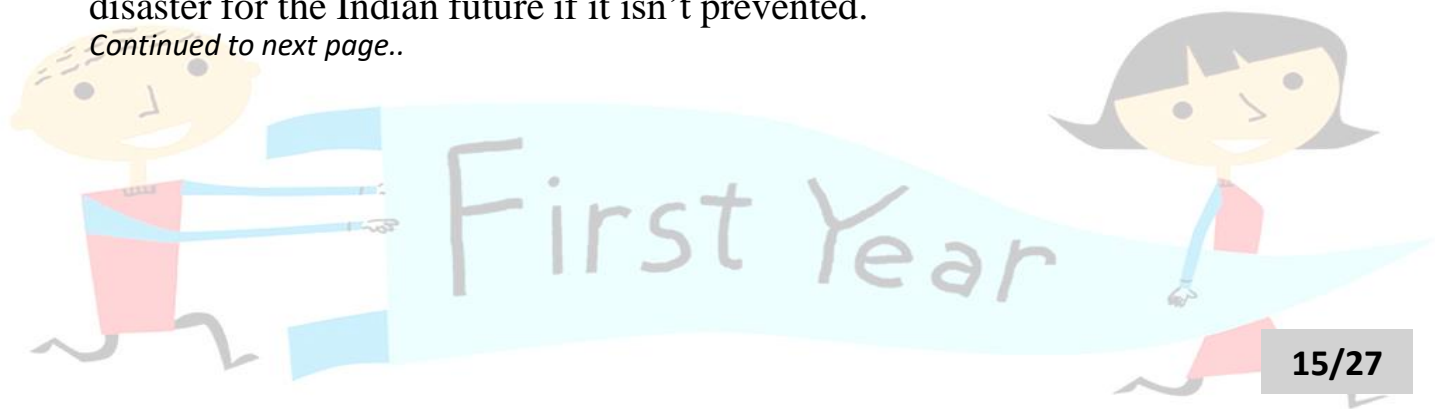 disaster for the Indian future if it isn’t prevented.
Continued to next page..
First Year
15/27